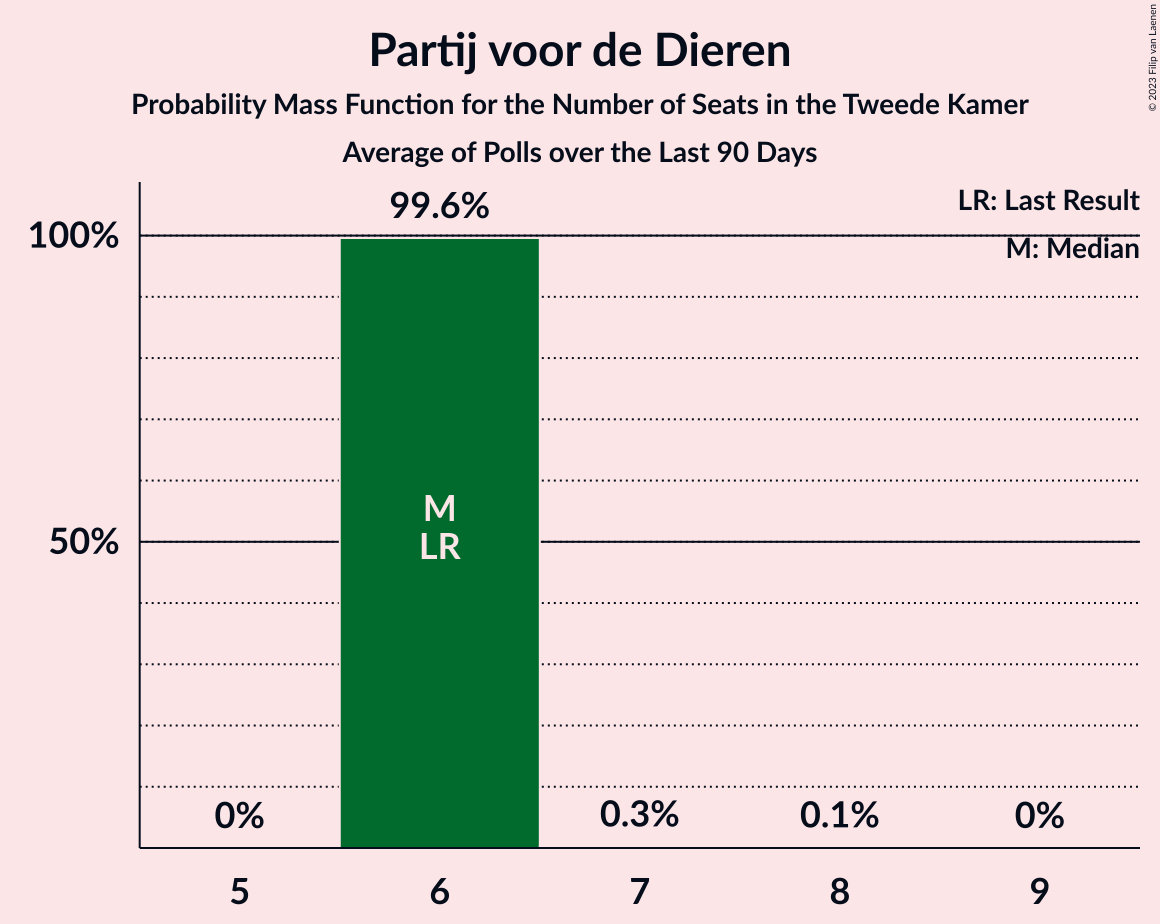 Partij voor de Dieren
Probability Mass Function for the Number of Seats in the Tweede Kamer
Average of Polls over the Last 90 Days
© 2023 Filip van Laenen
LR: Last Result
M: Median
99.6%
100%
50%
M
LR
0%
0.3%
0.1%
0%
5
6
7
8
9